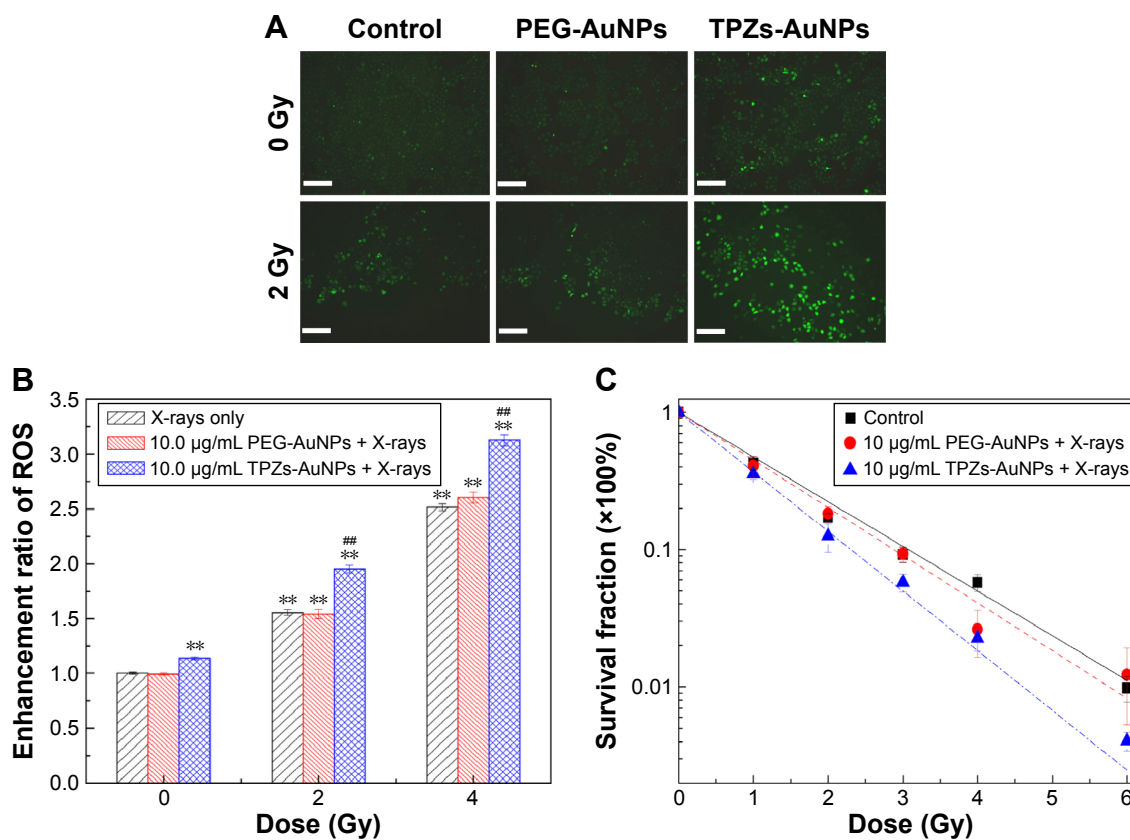 A
Control PEG-AuNPs TPZs-AuNPs
0 Gy
2 Gy
B
3.5
3.0
2.5
2.0
1.5
1.0
0.5
0.0
Enhancement ratio of ROS
X-rays only
10.0 µg/mL PEG-AuNPs + X-rays
10.0 µg/mL TPZs-AuNPs + X-rays
**
** ** ## **
** ** ## **
0 2 4
Dose (Gy)
C
1
0.1
0.01
Survival fraction (×100%)
Control
10 µg/mL PEG-AuNPs + X-rays
10 µg/mL TPZs-AuNPs + X-rays
0 1 2 3 4 5 6
Dose (Gy)